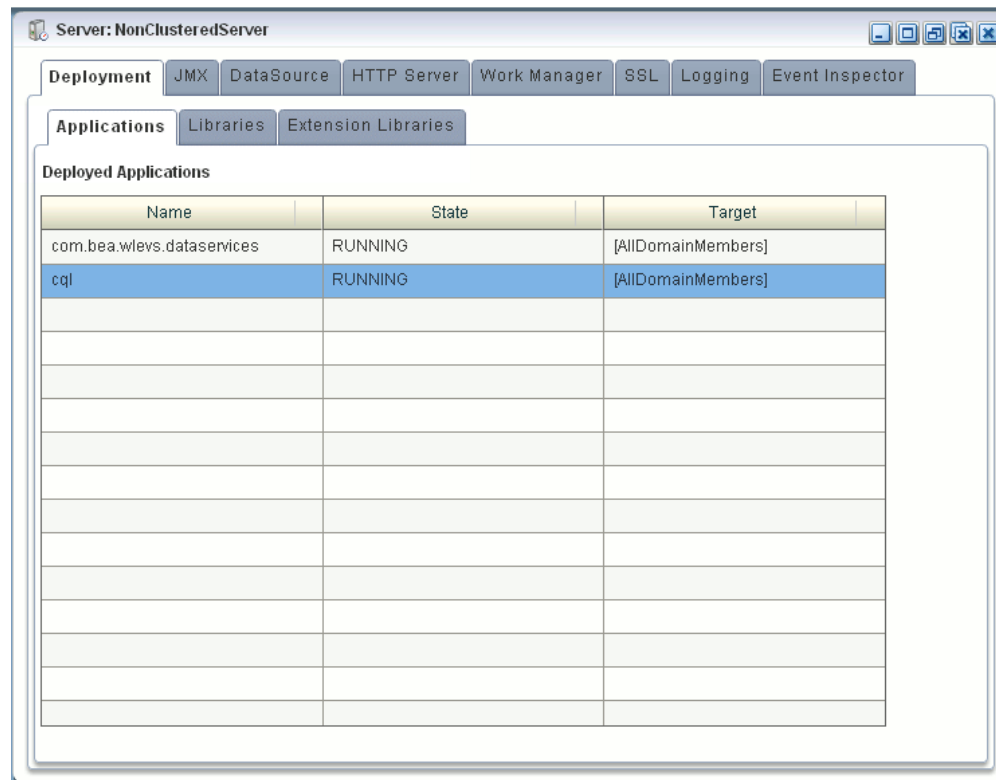 Server: NonClusteredServer
Deployment JMX DataSource HTTP Server Work Manager SSL Logging Event Inspector
Applications Libraries Extension Libraries
Deployed Applications
Name State Target
com.bea.wlevs.dataservices RUNNING [AllDomainMembers]
cql RUNNING [AllDomainMembers]